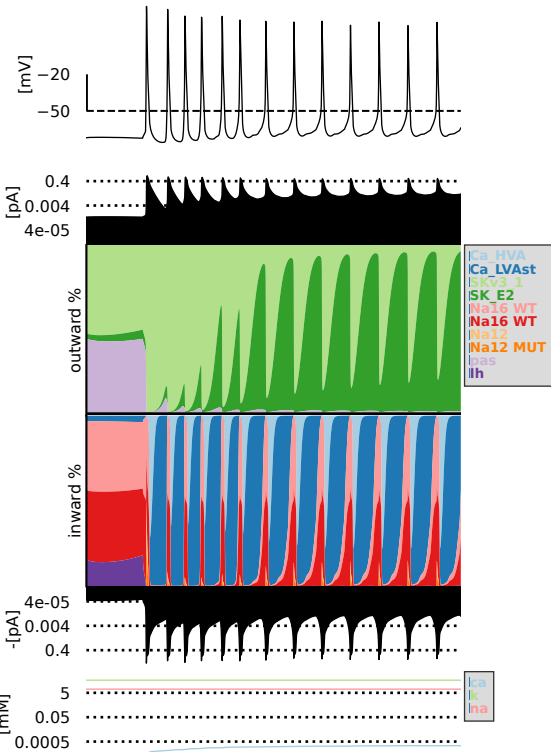 [mV]
−20
−50
[pA]
0.4
0.004
4e-05
outward %
Ca_HVA
Ca_LVAst
SKv3_1
SK_E2
Na16 WT
Na16 WT
Na12
Na12 MUT
pas
Ih
inward %
-[pA]
4e-05
0.004
0.4
[mM]
5
0.05
0.0005
ca
k
na